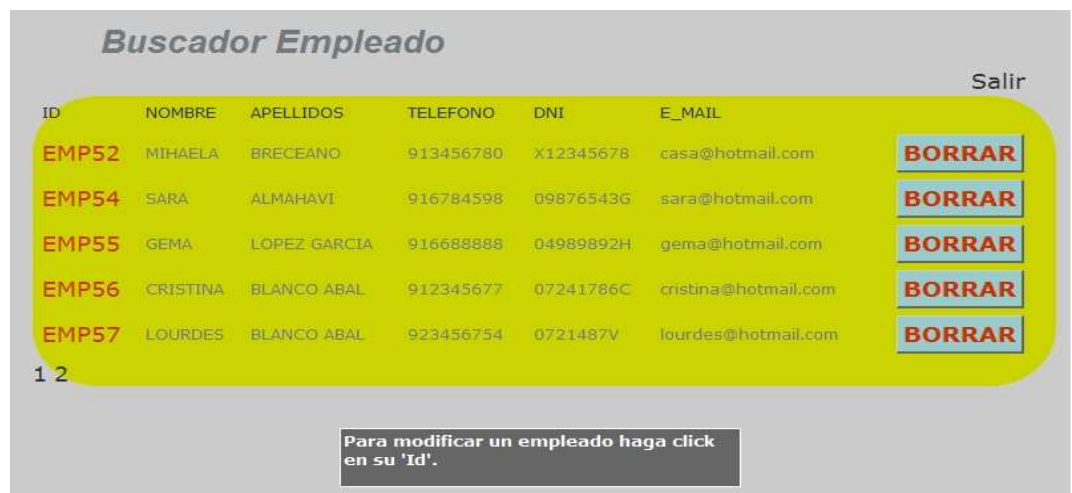 Buscador Empleado
Salir
ID NOMBRE APELLIDOS TELEFONO DNI E_MAIL
EMP52 MIHAELA BRECEANO 913456780 X12345678 casa@hotmail.com BORRAR
EMP54 SARA ALMAHAVI 916784598 09876543G sara@hotmail.com BORRAR
EMP55 GEMA LOPEZ GARCIA 916688888 04989892H gema@hotmail.com BORRAR
EMP56 CRISTINA BLANCO ABAL 912345677 07241786C cristina@hotmail.com BORRAR
EMP57 LOURDES BLANCO ABAL 923456754 0721487V lourdes@hotmail.com BORRAR
1 2
Para modificar un empleado haga click
en su 'Id'.